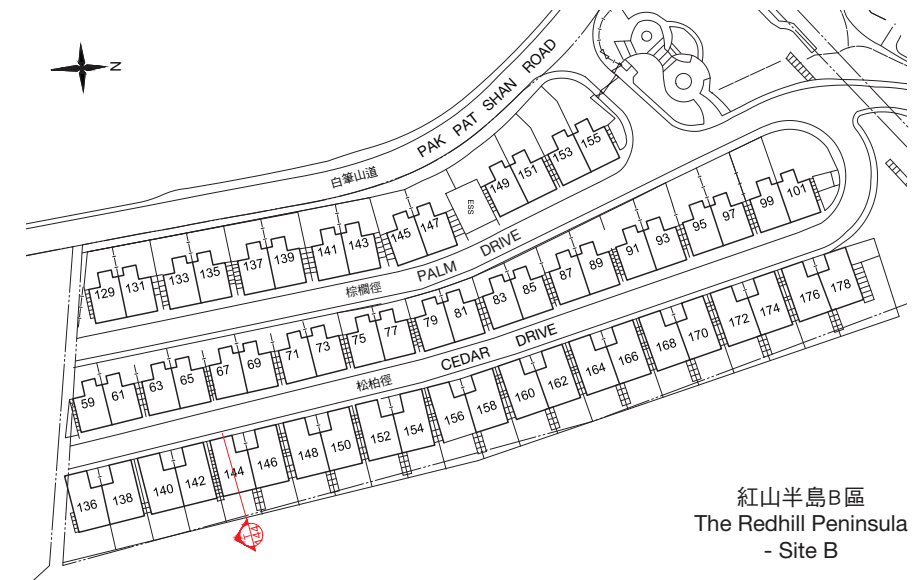 N
PAK PAT SHAN ROAD
白筆山道
ESS
129 131 133 135 137 139 141 143 145 147 149 151 153 155
棕櫚徑 PALM DRIVE
59 61 63 65 67 69 71 73 75 77 79 81 83 85 87 89 91 93 95 97 99 101
松柏徑 CEDAR DRIVE
136 138 140 142 144 146 148 150 152 154 156 158 160 162 164 166 168 170 172 174 176 178
紅山半島B區
The Redhill Peninsula
- Site B